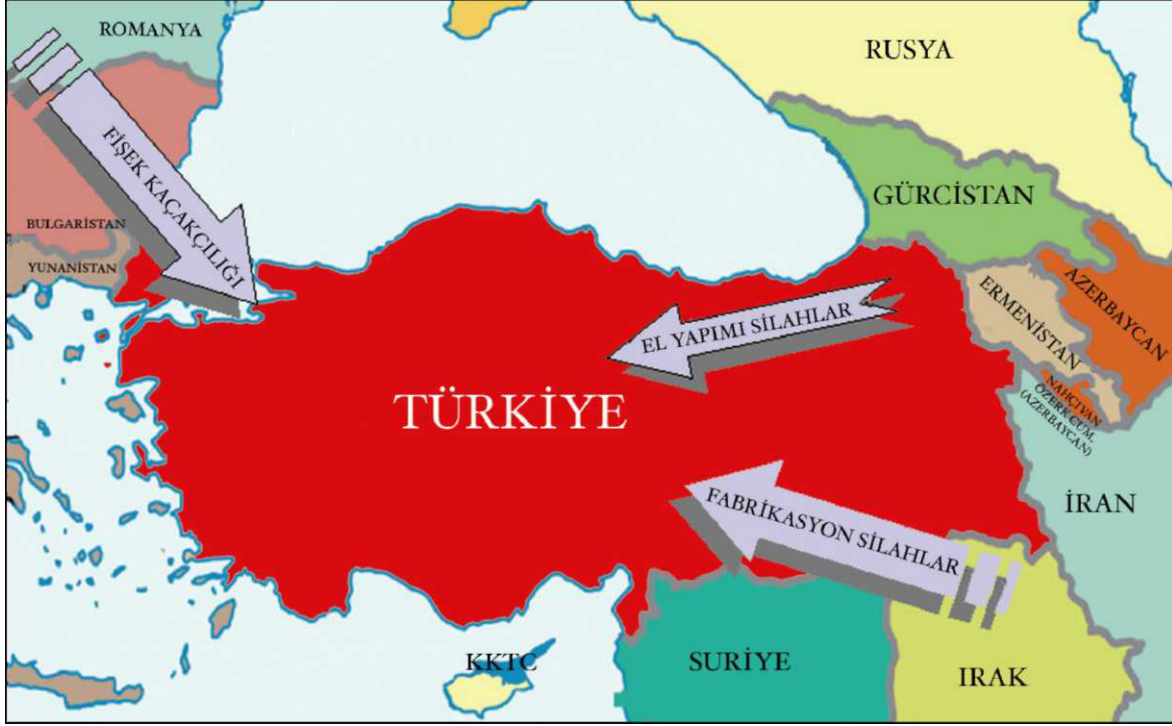 ROMANYA
RUSYA
FİŞEK KAÇAKÇILIĞI
GÜRCİSTAN
BULGARİSTAN
YUNANİSTAN
AZERBAYCAN
ERMENİSTAN
EL YAPIMI SİLAHLAR
NAHÇIVAN
ÖZERK CUM.
(AZERBAYCAN)
TÜRKİYE
İRAN
FABRİKASYON SİLAHLAR
KKTC
SURİYE
IRAK